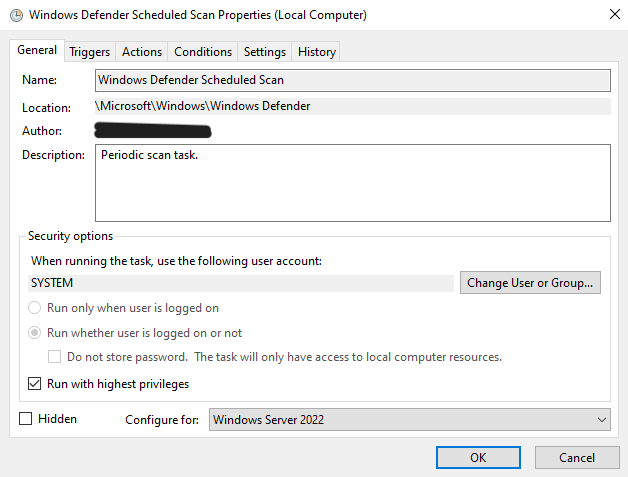 Windows Defender Scheduled Scan Properties (Local Computer)
General Triggers Actions Conditions Settings History
Name: Windows Defender Scheduled Scan
Location: \Microsoft\Windows\Windows Defender
Author:
Description: Periodic scan task.
Security options
When running the task, use the following user account:
SYSTEM Change User or Group...
Run only when user is logged on
Run whether user is logged on or not
Do not store password. The task will only have access to local computer resources.
Run with highest privileges
Hidden Configure for: Windows Server 2022
OK Cancel